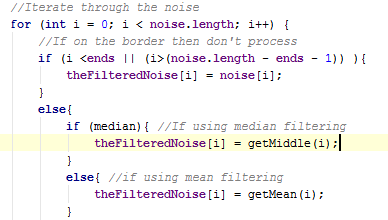 //Iterate through the noise
for (int i = 0; i < noise.length; i++) {
//If on the border then don't process
if (i <ends || (i>(noise.length - ends - 1)) ){
theFilteredNoise[i] = noise[i];
}
else{
if (median){ //If using median filtering
theFilteredNoise[i] = getMiddle(i);
}
else{ //if using mean filtering
theFilteredNoise[i] = getMean(i);
}